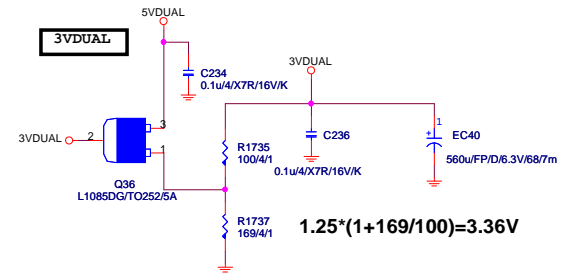 5VDUAL
3VDUAL
3VDUAL
C234
0.1u/4/X7R/16V/K
3
3VDUAL
2
1
R1735
100/4/1
C236
0.1u/4/X7R/16V/K
1
+
EC40
560u/FP/D/6.3V/68/7m
Q36
L1085DG/TO252/5A
R1737
169/4/1
1.25*(1+169/100)=3.36V